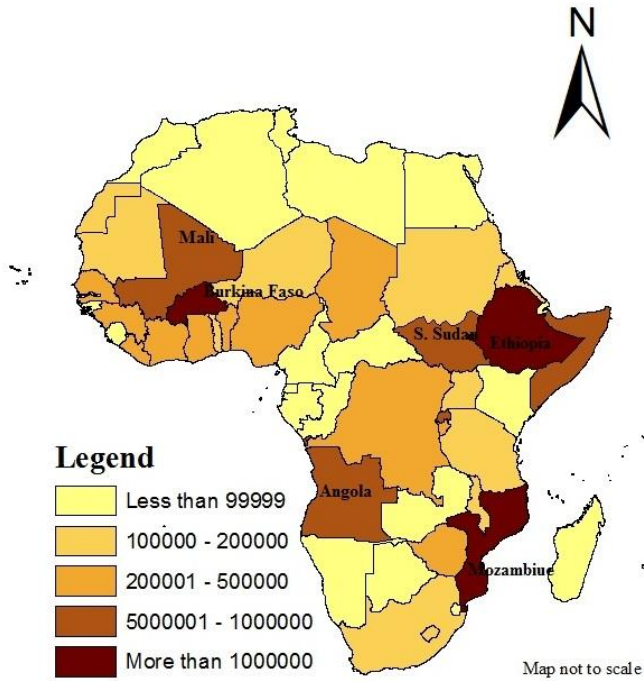 N
Mali
Burkina Faso
S. Sudan
Ethiopia
Angola
Mozambiue
Legend
Less than 99999
100000 - 200000
200001 - 500000
5000001 - 1000000
More than 1000000
Map not to scale